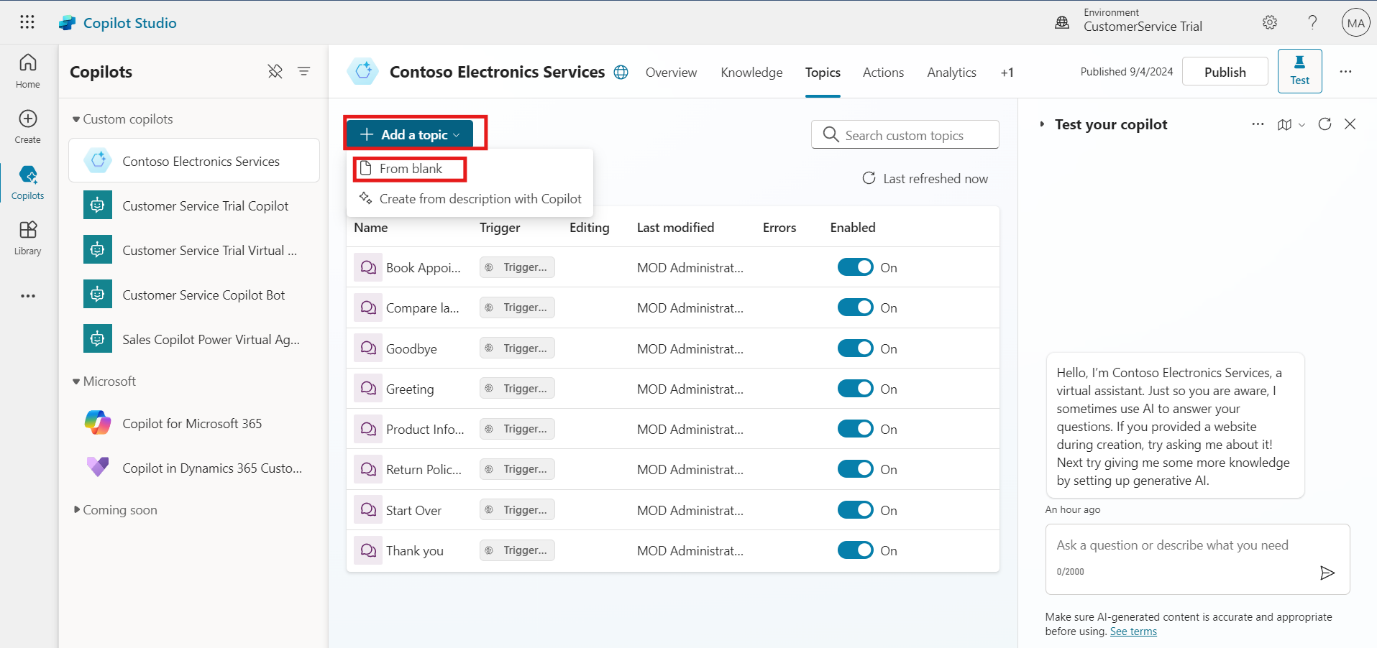 Copilot Studio
Environment
CustomerService Trial
?
MA
Home
Create
Copilots
Library
Copilots
Custom copilots
Contoso Electronics Services
Customer Service Trial Copilot
Customer Service Trial Virtual ...
Customer Service Copilot Bot
Sales Copilot Power Virtual Ag...
Microsoft
Copilot for Microsoft 365
Copilot in Dynamics 365 Custo...
Coming soon
Contoso Electronics Services
Overview
Knowledge
Topics
Actions
Analytics
+1
Published 9/4/2024
Publish
Test
Add a topic
From blank
Create from description with Copilot
Search custom topics
Last refreshed now
Name Trigger Editing Last modified Errors Enabled
Book Appoi... Trigger... MOD Administrat... On
Compare la... Trigger... MOD Administrat... On
Goodbye Trigger... MOD Administrat... On
Greeting Trigger... MOD Administrat... On
Product Info... Trigger... MOD Administrat... On
Return Polic... Trigger... MOD Administrat... On
Start Over Trigger... MOD Administrat... On
Thank you Trigger... MOD Administrat... On
Test your copilot
Hello, I'm Contoso Electronics Services, a
virtual assistant. Just so you are aware, I
sometimes use AI to answer your
questions. If you provided a website
during creation, try asking me about it!
Next try giving me some more knowledge
by setting up generative AI.
An hour ago
Ask a question or describe what you need
0/2000
Make sure AI-generated content is accurate and appropriate
before using. See terms